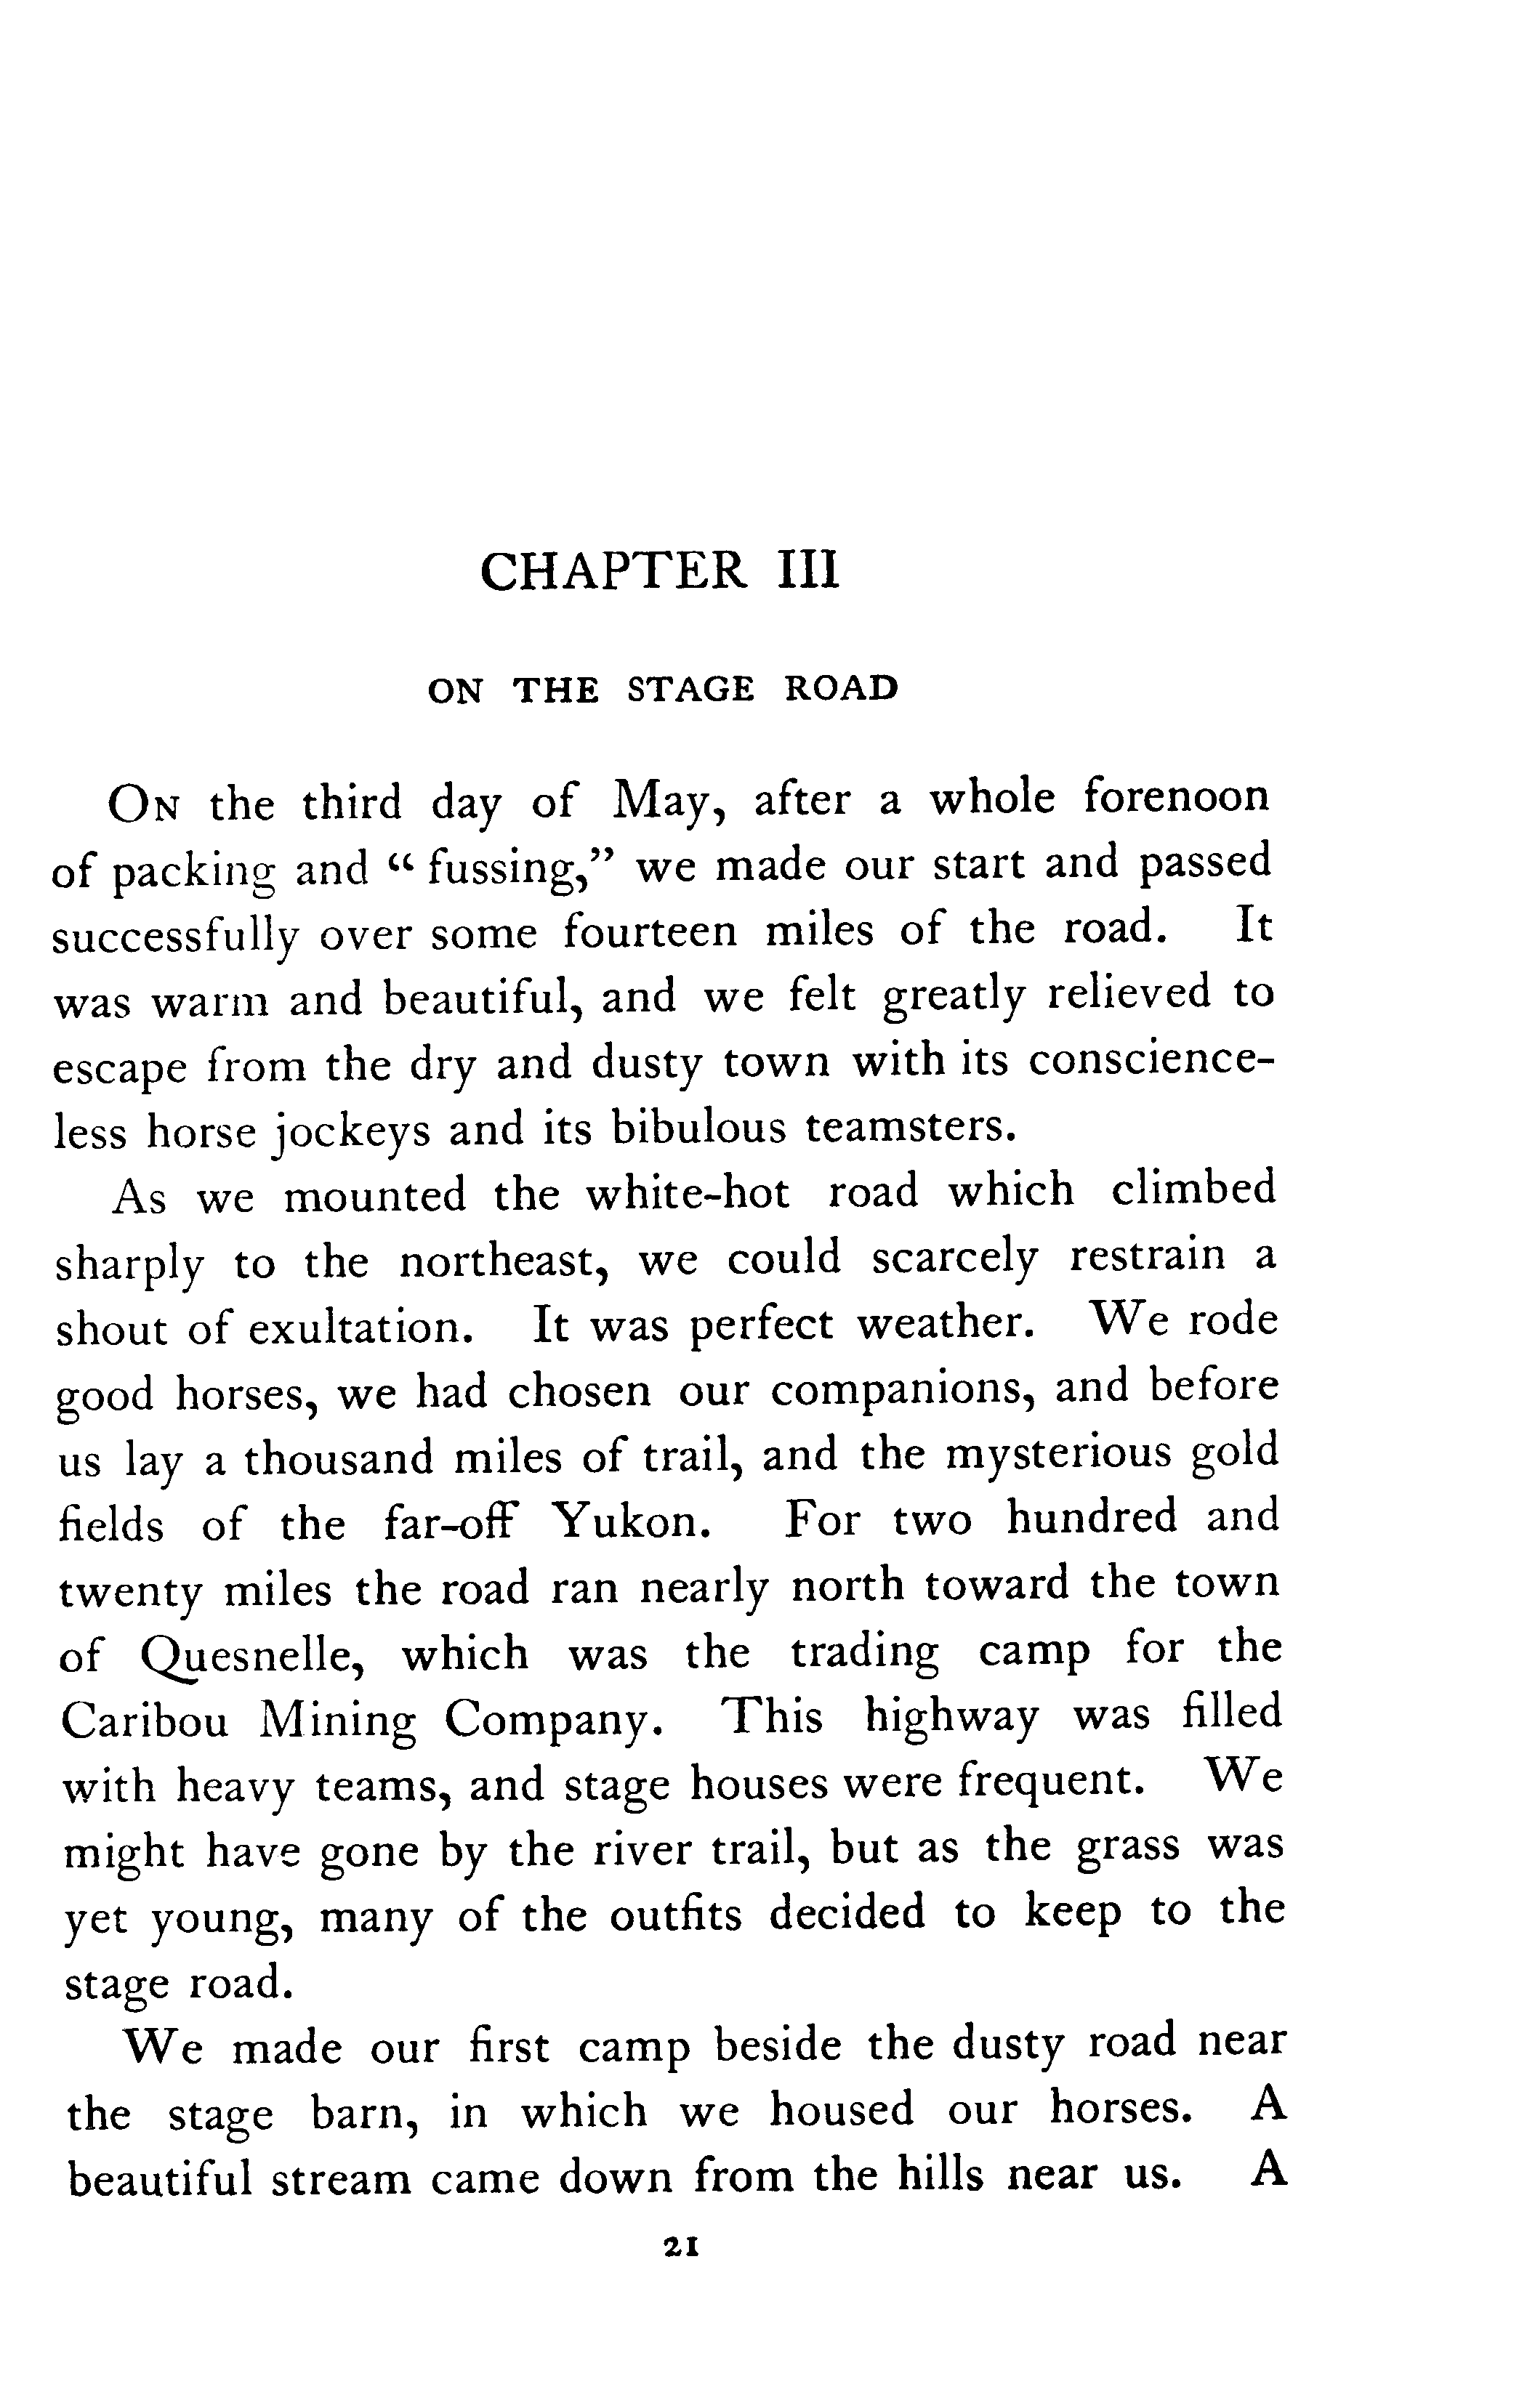 CHAPTER III
ON THE STAGE ROAD
ON the third day of May, after a whole forenoon
of packing and “ fussing,” we made our start and passed
successfully over some fourteen miles of the road. It
was warm and beautiful, and we felt greatly relieved to
escape from the dry and dusty town with its conscience-
less horse jockeys and its bibulous teamsters.
As we mounted the white-hot road which climbed
sharply to the northeast, we could scarcely restrain a
shout of exultation. It was perfect weather. We rode
good horses, we had chosen our companions, and before
us lay a thousand miles of trail, and the mysterious gold
fields of the far-off Yukon. For two hundred and
twenty miles the road ran nearly north toward the town
of Quesnelle, which was the trading camp for the
Caribou Mining Company. This highway was filled
with heavy teams, and stage houses were frequent. We
might have gone by the river trail, but as the grass was
yet young, many of the outfits decided to keep to the
stage road.
We made our first camp beside the dusty road near
the stage barn, in which we housed our horses. A
beautiful stream came down from the hills near us. A
21